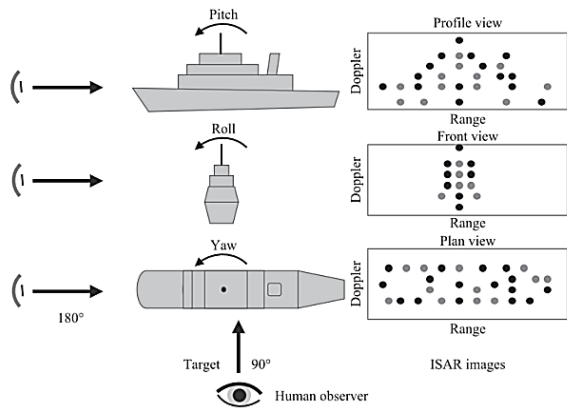 Pitch
Profile view
Doppler
Range
Roll
Front view
Doppler
Range
Yaw
Plan view
Doppler
Range
180°
Target 90°
ISAR images
Human observer